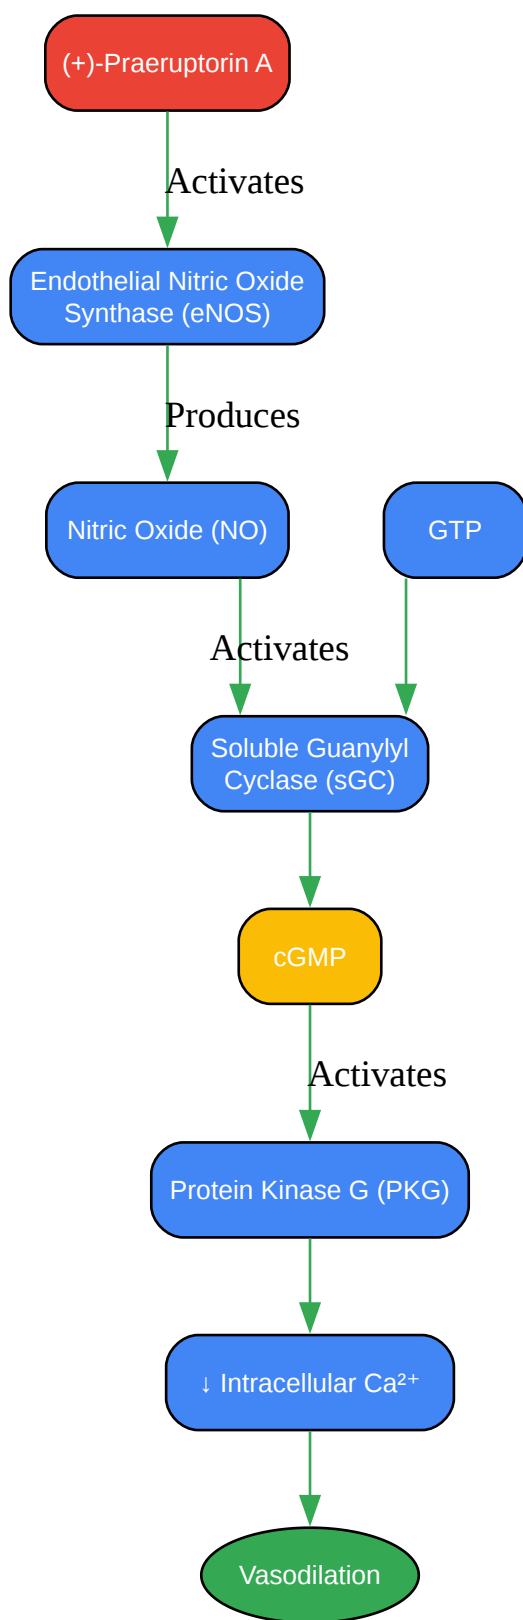 (+)-Praeruptorin A
Activates
Endothelial Nitric Oxide
Synthase (eNOS)
Produces
Nitric Oxide (NO)
GTP
Activates
Soluble Guanylyl
Cyclase (sGC)
cGMP
Activates
Protein Kinase G (PKG)
↓ Intracellular Ca²⁺
Vasodilation